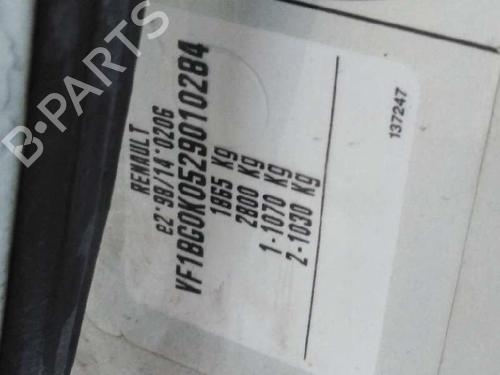 RENAULT
e2*98/14*0206
VF1BG0K0529010284
1865 Kg
2800 Kg
1-1070 Kg
2-1030 Kg
137247
B-PARTS